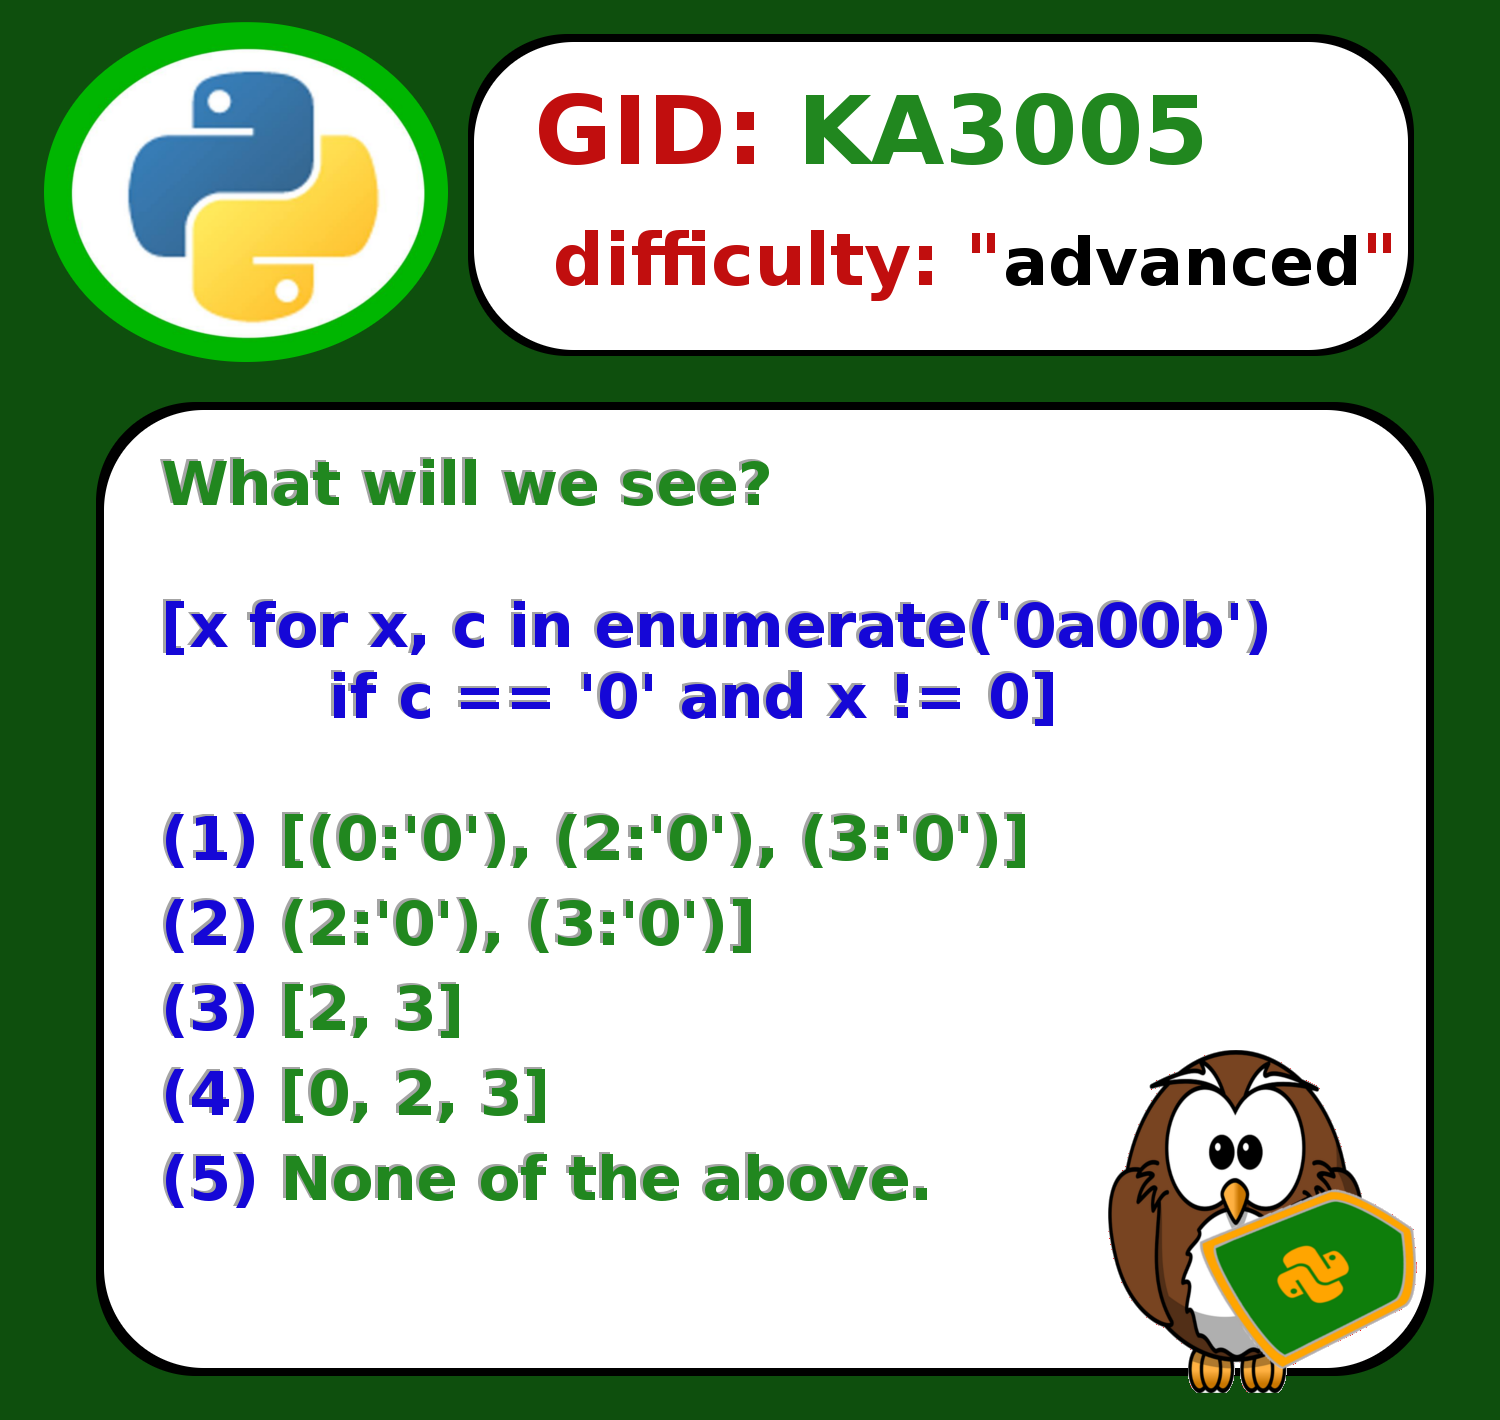 GID: KA3005
difficulty: "advanced"
What will we see?
[x for x, c in enumerate('0a00b')
if c == '0' and x != 0]
(1) [(0:'0'), (2:'0'), (3:'0')]
(2) (2:'0'), (3:'0')]
(3) [2, 3]
(4) [0, 2, 3]
(5) None of the above.